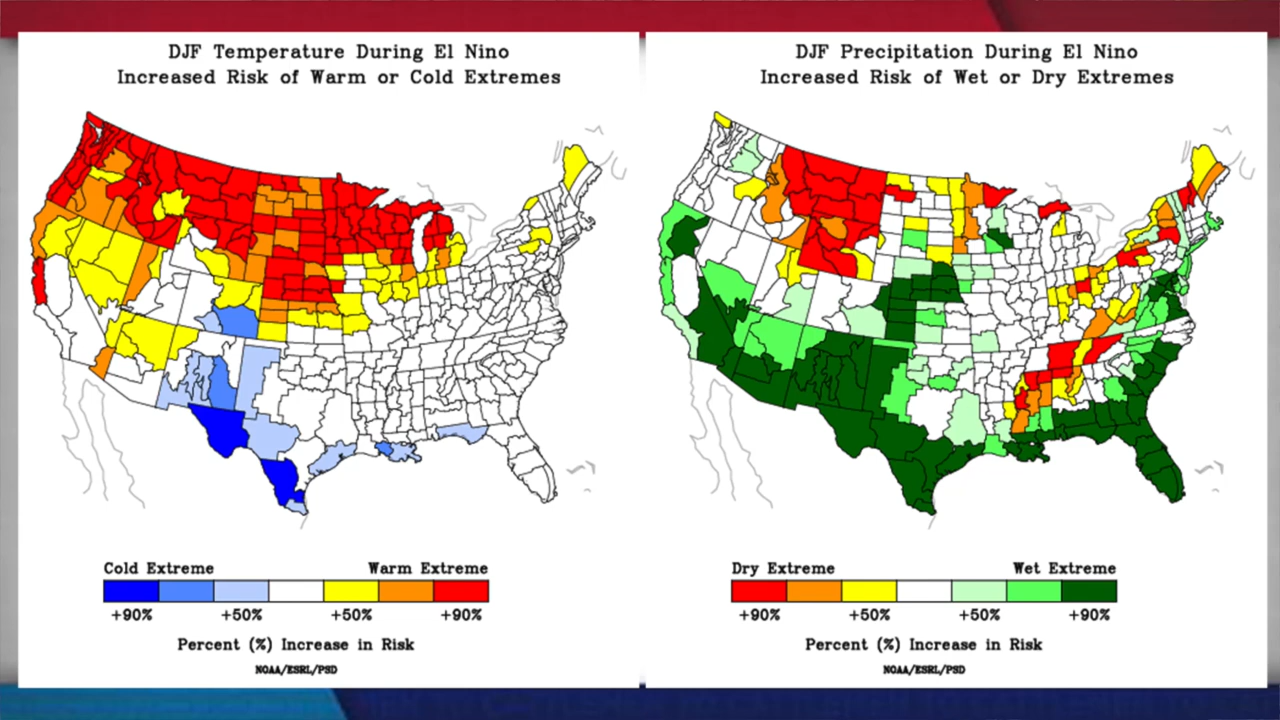 DJF Temperature During El Nino
Increased Risk of Warm or Cold Extremes
Cold Extreme Warm Extreme
+90% +50% +50% +90%
Percent (%) Increase in Risk
NOAA/ESRL/PSD
DJF Precipitation During El Nino
Increased Risk of Wet or Dry Extremes
Dry Extreme Wet Extreme
+90% +50% +50% +90%
Percent (%) Increase in Risk
NOAA/ESRL/PSD